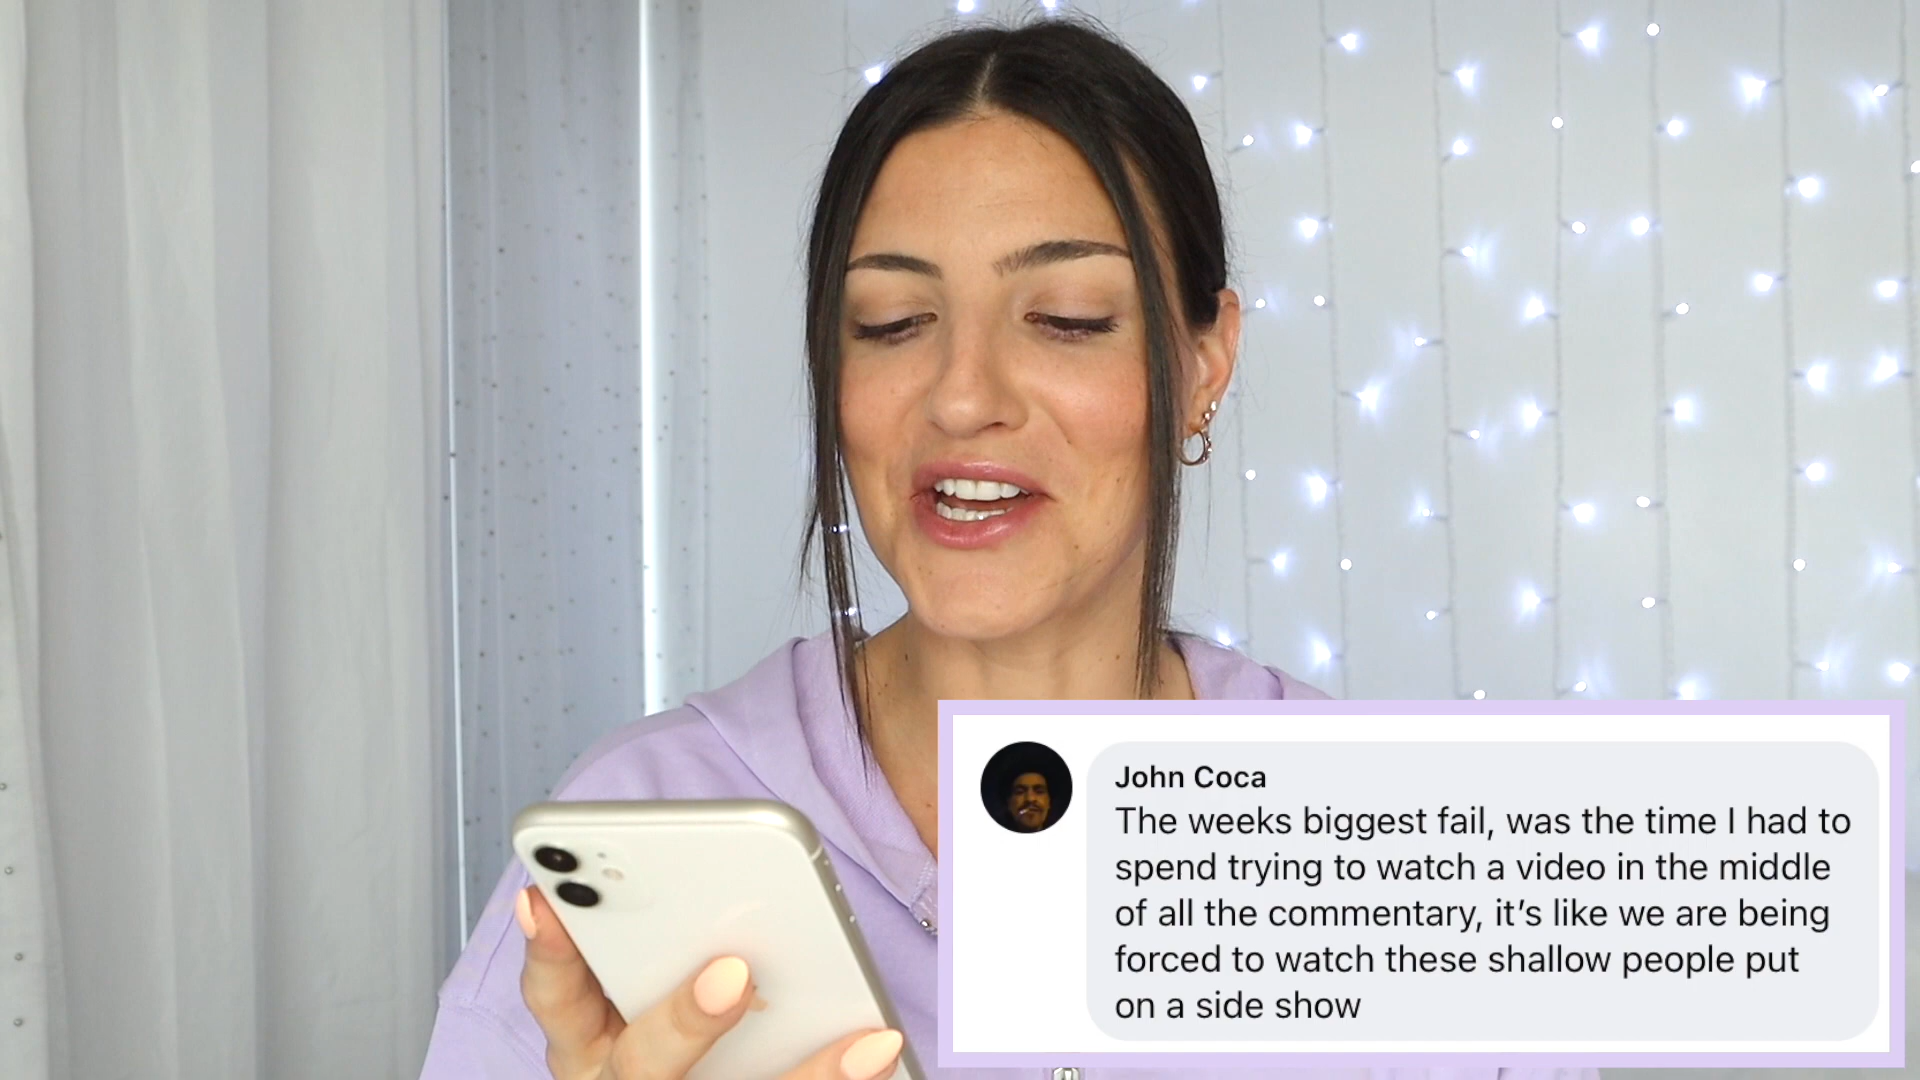 John Coca
The weeks biggest fail, was the time I had to
spend trying to watch a video in the middle
of all the commentary, it’s like we are being
forced to watch these shallow people put
on a side show